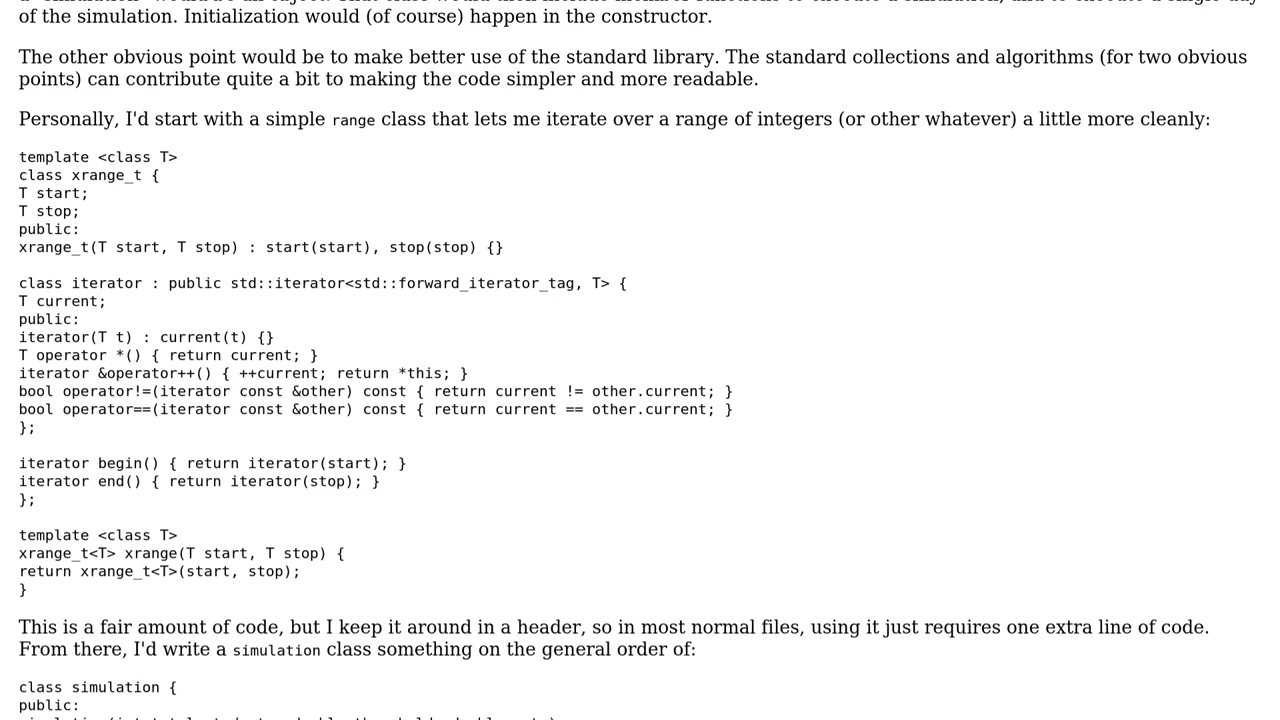 of the simulation. Initialization would (of course) happen in the constructor.
The other obvious point would be to make better use of the standard library. The standard collections and algorithms (for two obvious
points) can contribute quite a bit to making the code simpler and more readable.
Personally, I'd start with a simple range class that lets me iterate over a range of integers (or other whatever) a little more cleanly:
template <class T>
class xrange_t {
T start;
T stop;
public:
xrange_t(T start, T stop) : start(start), stop(stop) {}
class iterator : public std::iterator<std::forward_iterator_tag, T> {
T current;
public:
iterator(T t) : current(t) {}
T operator *() { return current; }
iterator &operator++() { ++current; return *this; }
bool operator!=(iterator const &other) const { return current != other.current; }
bool operator==(iterator const &other) const { return current == other.current; }
};
iterator begin() { return iterator(start); }
iterator end() { return iterator(stop); }
};
template <class T>
xrange_t<T> xrange(T start, T stop) {
return xrange_t<T>(start, stop);
}
This is a fair amount of code, but I keep it around in a header, so in most normal files, using it just requires one extra line of code.
From there, I'd write a simulation class something on the general order of:
class simulation {
public: